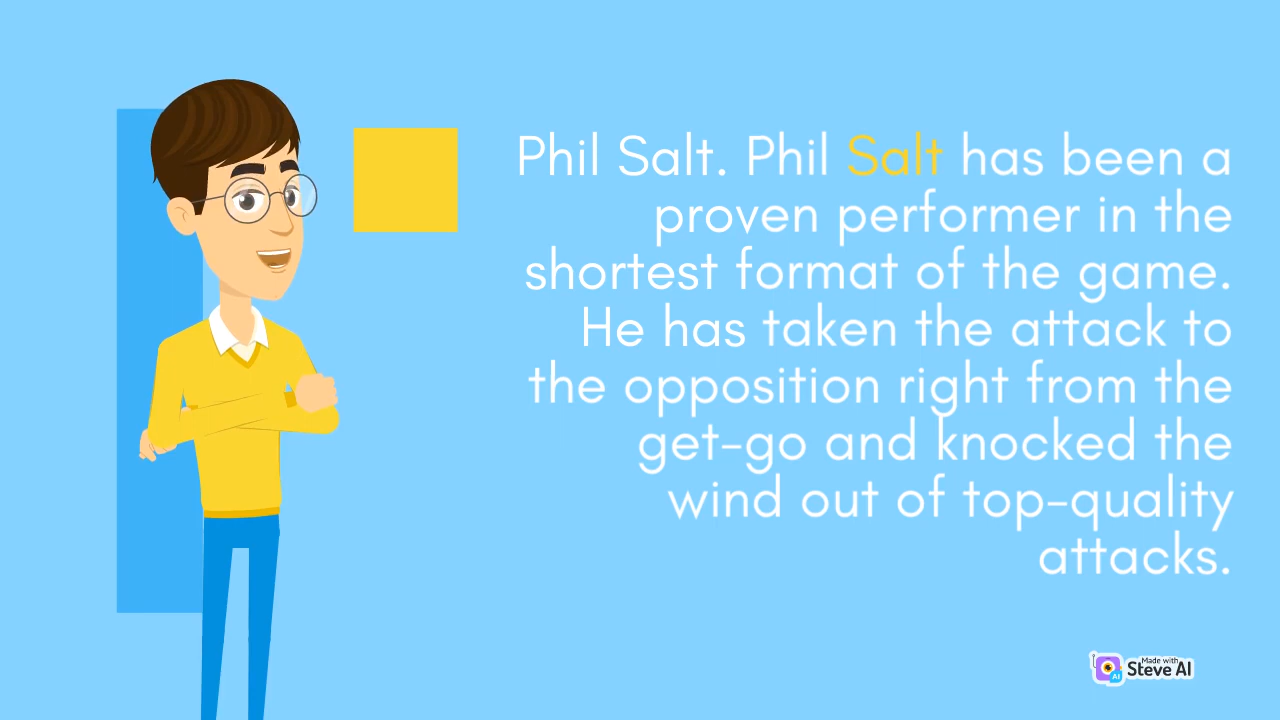 Phil Salt. Phil Salt has been a
proven performer in the
shortest format of the game.
He has taken the attack to
the opposition right from the
get-go and knocked the
wind out of top-quality
attacks.
Made with
Steve AI
AI